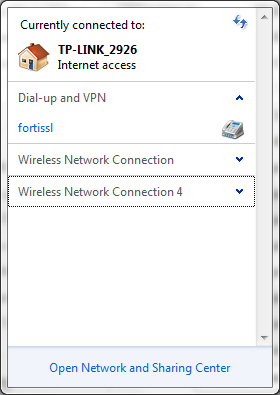 Currently connected to:
TP-LINK_2926
Internet access
Dial-up and VPN
fortissl
Wireless Network Connection
Wireless Network Connection 4
Open Network and Sharing Center